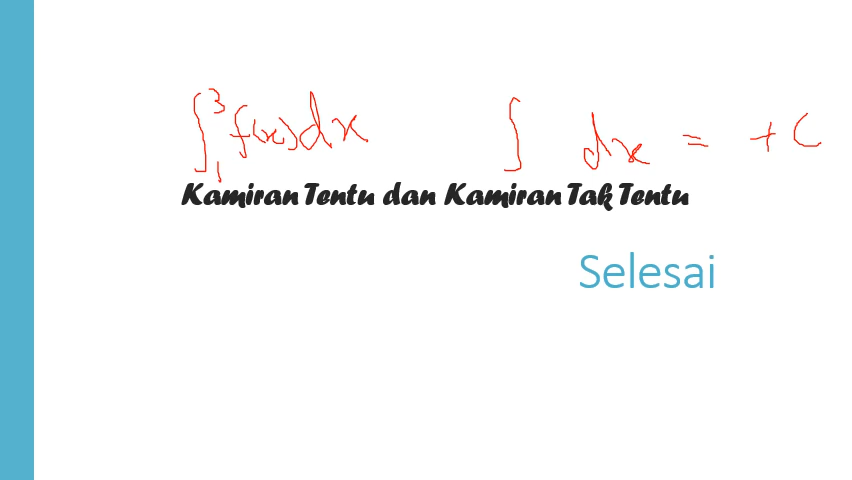 ∫₁³ f(x) dx    ∫   dx =   + C
Kamiran Tentu dan Kamiran Tak Tentu
Selesai